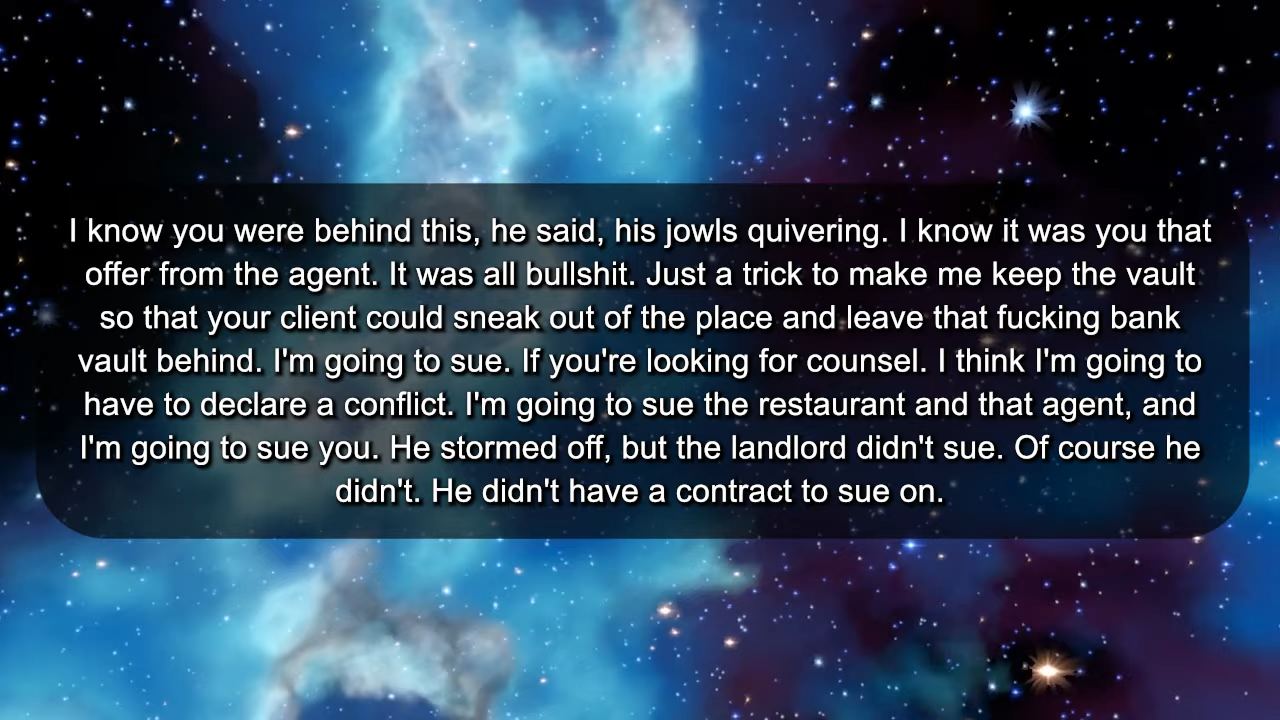 I know you were behind this, he said, his jowls quivering. I know it was you that
offer from the agent. It was all bullshit. Just a trick to make me keep the vault
so that your client could sneak out of the place and leave that fucking bank
vault behind. I'm going to sue. If you're looking for counsel. I think I'm going to
have to declare a conflict. I'm going to sue the restaurant and that agent, and
I'm going to sue you. He stormed off, but the landlord didn't sue. Of course he
didn't. He didn't have a contract to sue on.